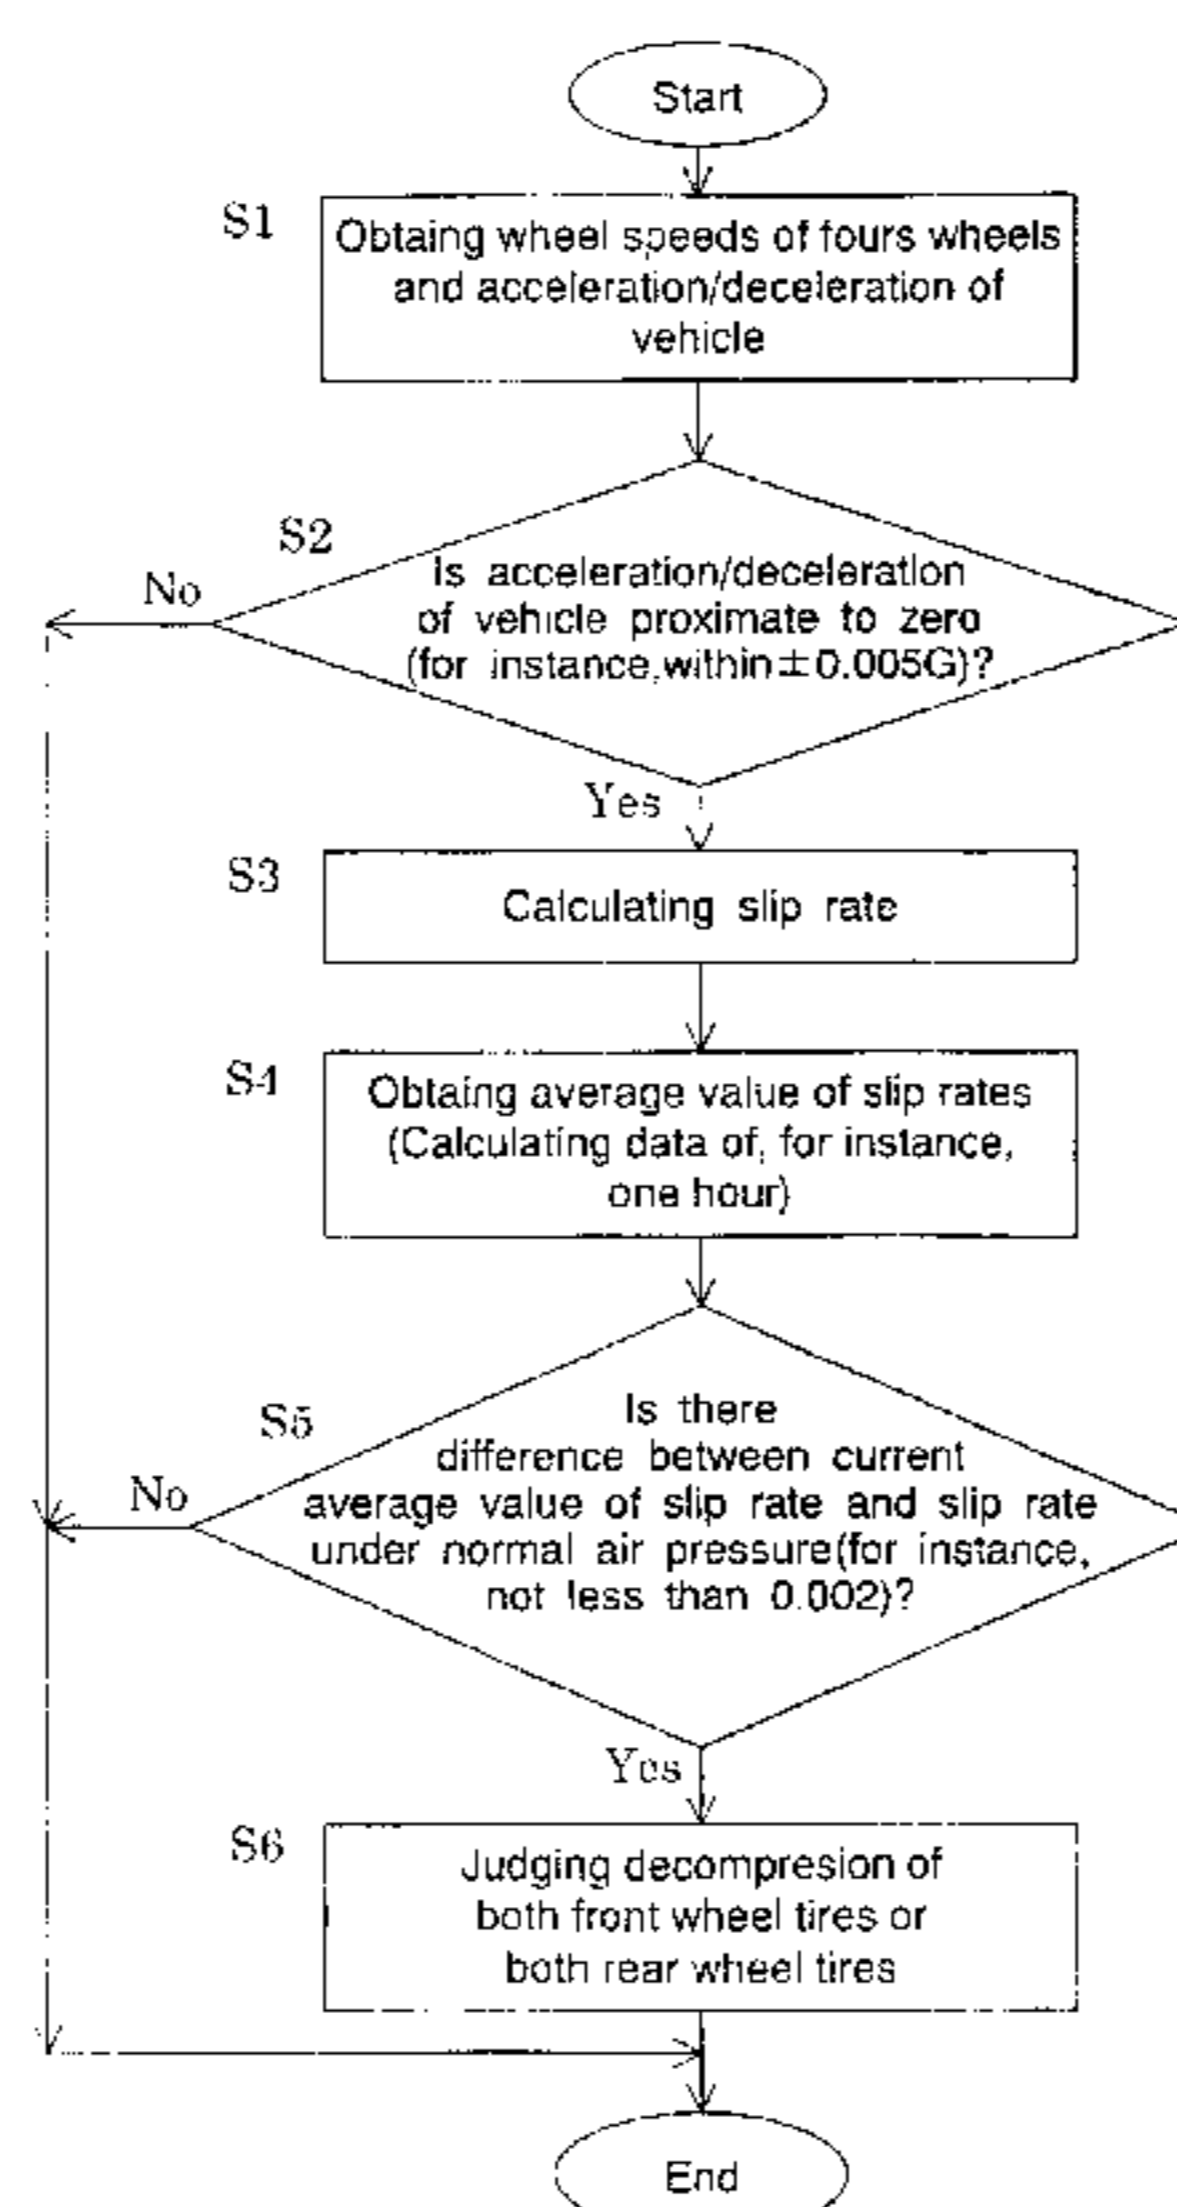 Start
S1
Obtaing wheel speeds of fours wheels
and acceleration/deceleration of
vehicle
S2
No
Is acceleration/deceleration
of vehicle proximate to zero
(for instance,within±0.005G)?
Yes
S3
Calculating slip rate
S4
Obtaing average value of slip rates
(Calculating data of, for instance,
one hour)
S5
No
Is there
difference between current
average value of slip rate and slip rate
under normal air pressure(for instance,
not less than 0.002)?
Yes
S6
Judging decompresion of
both front wheel tires or
both rear wheel tires
End